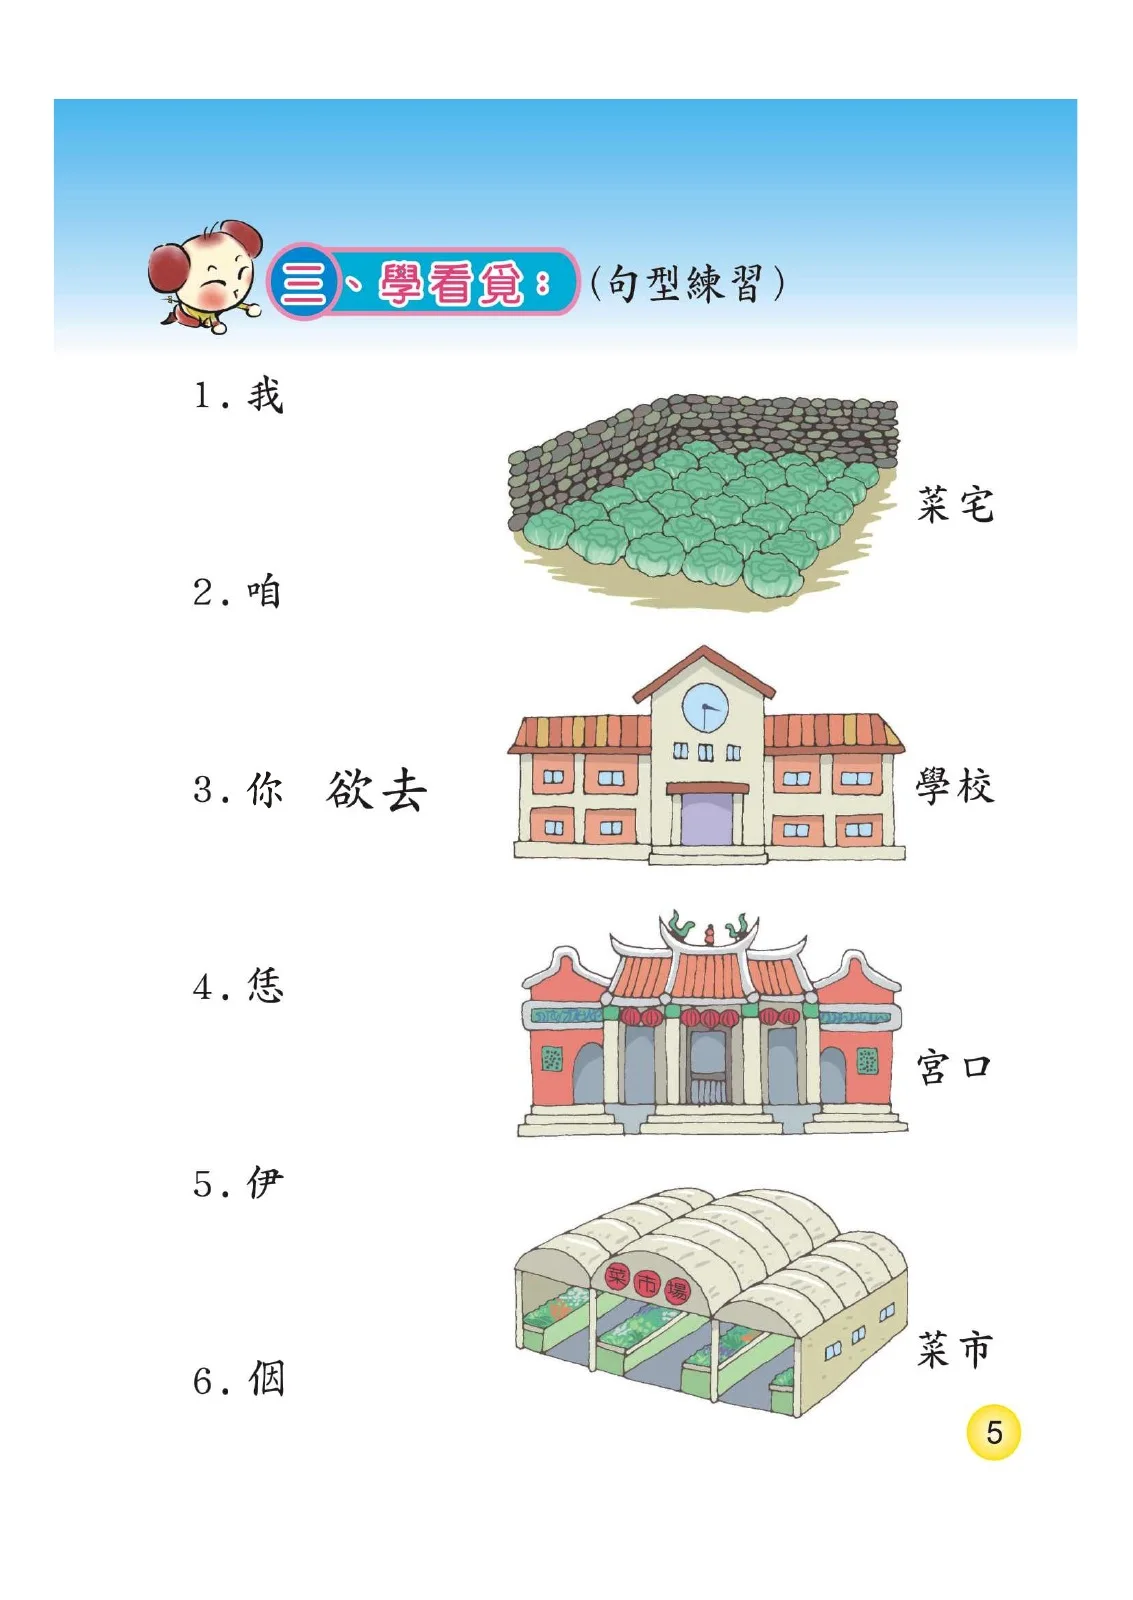 三、學看覓：(句型練習)
1. 我
菜宅
2. 咱
學校
3. 你 欲去
4. 恁
宮口
5. 伊
菜市場
菜市
6. 𪜶
5